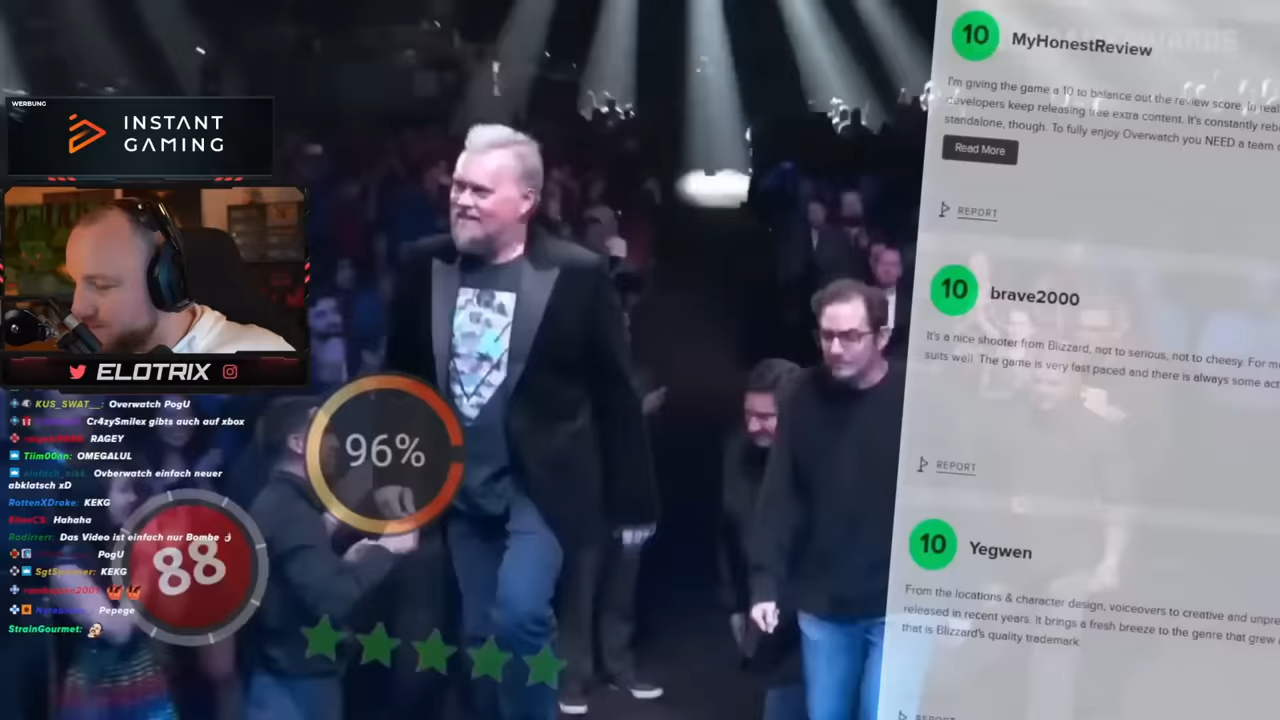 WERBUNG
INSTANT
GAMING
ELOTRIX
KUS_SWAT__: Overwatch PogU
Cr4zySmilex gibts auch auf xbox
RAGEY
Tiim00nn: OMEGALUL
Ovberwatch einfach neuer
abklatsch xD
RottenXDrake: KEKG
Hahaha
Das Video ist einfach nur Bombe
PogU
KEKG
Pepege
StrainGourmet:
96%
88
10
MyHonestReview
I'm giving the game a 10 to balance out the review score. In real
developers keep releasing free extra content. It's constantly reb
standalone, though. To fully enjoy Overwatch you NEED a team
Read More
REPORT
10
brave2000
It's a nice shooter from Blizzard, not to serious, not to cheesy. For m
suits well. The game is very fast paced and there is always some act
REPORT
10
Yegwen
From the locations & character design, voiceovers to creative and unpre
released in recent years. It brings a fresh breeze to the genre that grew
that is Blizzard's quality trademark.
REPORT